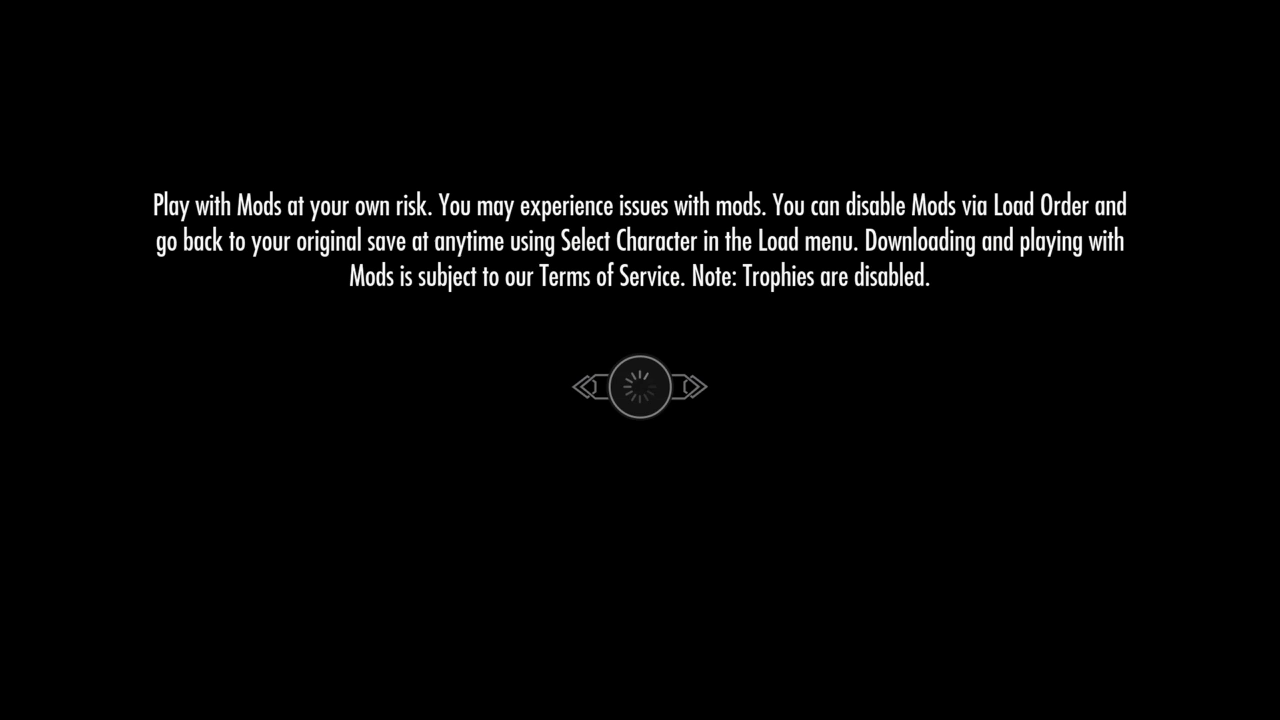 Play with Mods at your own risk. You may experience issues with mods. You can disable Mods via Load Order and
go back to your original save at anytime using Select Character in the Load menu. Downloading and playing with
Mods is subject to our Terms of Service. Note: Trophies are disabled.